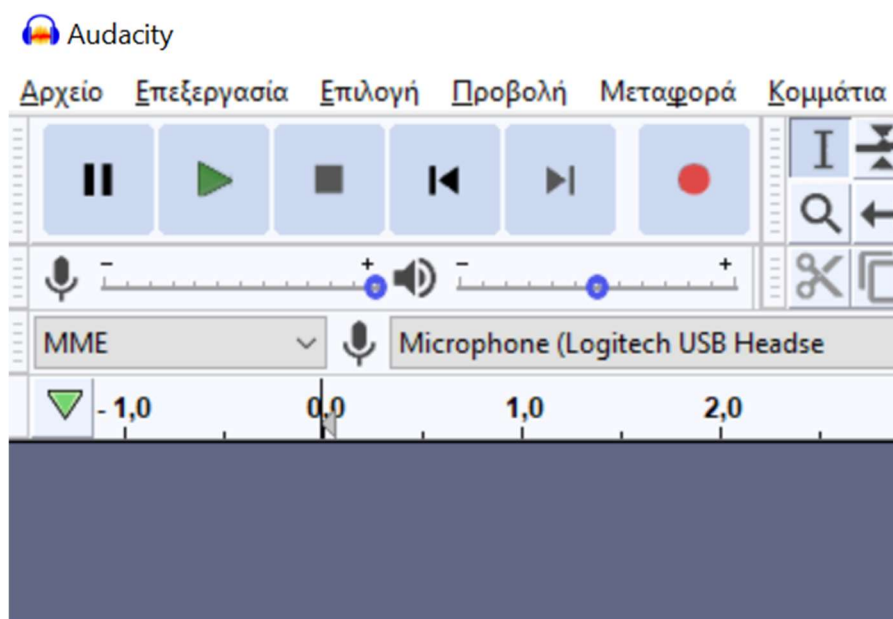 Audacity
Αρχείο Επεξεργασία Επιλογή Προβολή Μεταφορά Κομμάτια
- + - +
MME Microphone (Logitech USB Headse
- 1,0 0,0 1,0 2,0